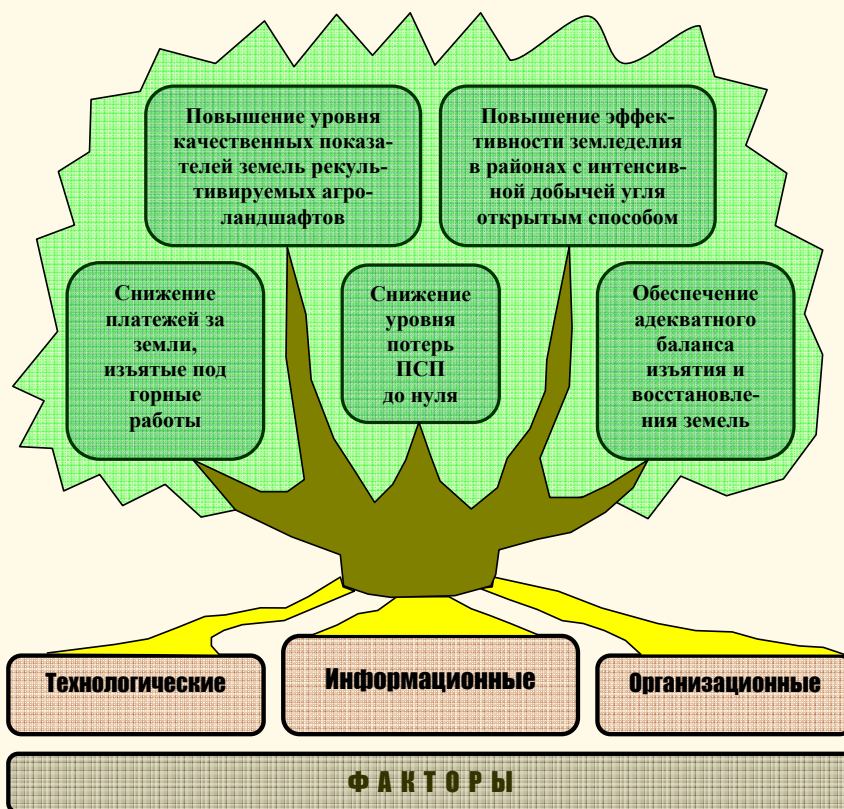 Повышение уровня
качественных показа-
телей земель рекуль-
тивируемых агро-
ландшафтов
Повышение эффек-
тивности земледелия
в районах с интенсив-
ной добычей угля
открытым способом
Снижение
платежей за
земли,
изъятые под
горные
работы
Снижение
уровня
потерь
ПСП
до нуля
Обеспечение
адекватного
баланса
изъятия и
восстановле-
ния земель
Технологические
Информационные
Организационные
ФАКТОРЫ